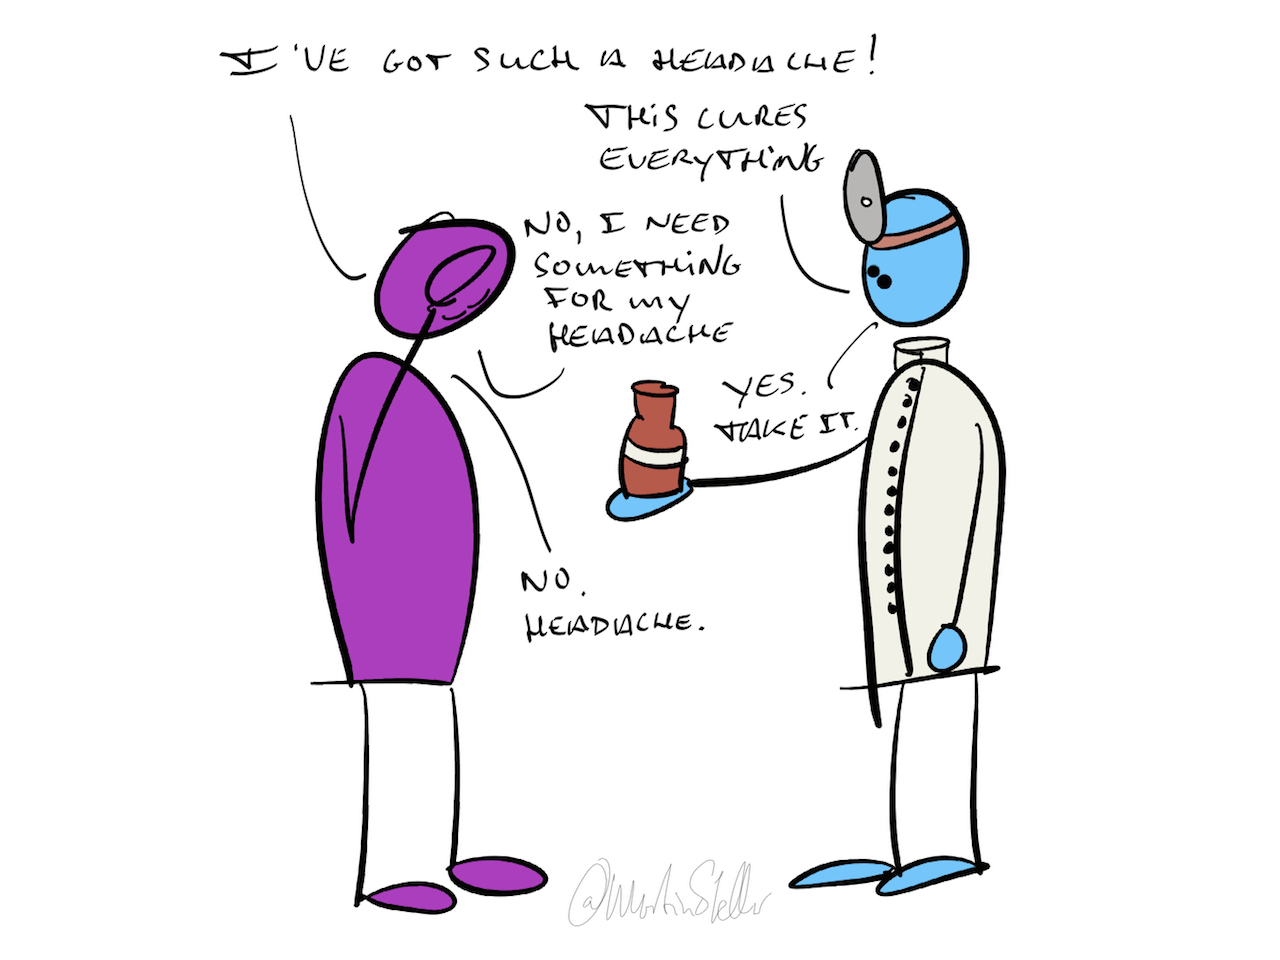 I'VE GOT SUCH A HEADACHE!
THIS CURES
EVERYTHING
NO, I NEED
SOMETHING
FOR MY
HEADACHE
YES.
TAKE IT.
NO.
HEADACHE.
@MartinStellar